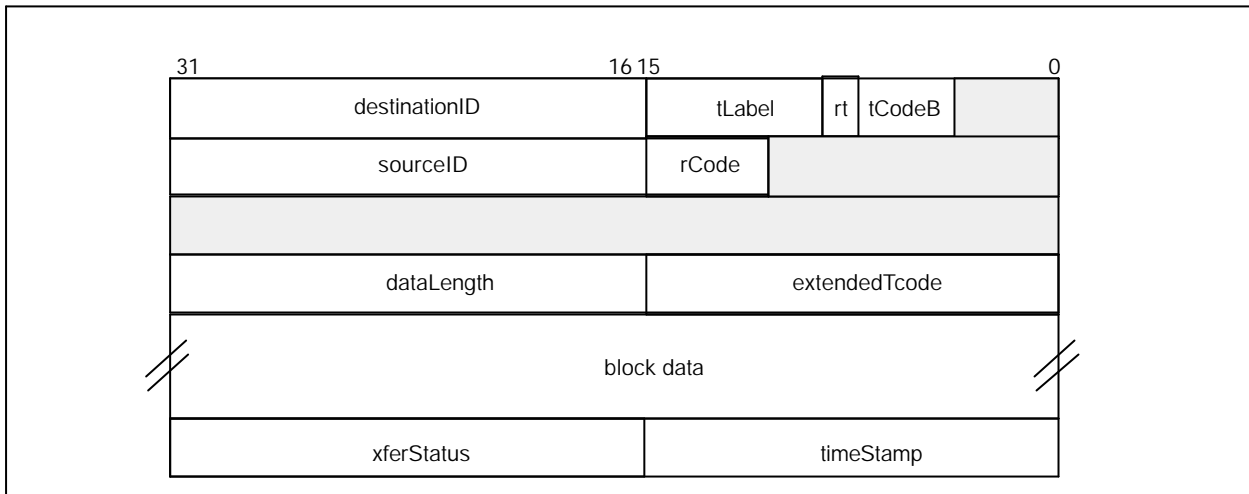 31 16 15 0
destinationID tLabel rt tCodeB
sourceID rCode
dataLength extendedTcode
block data
xferStatus timeStamp